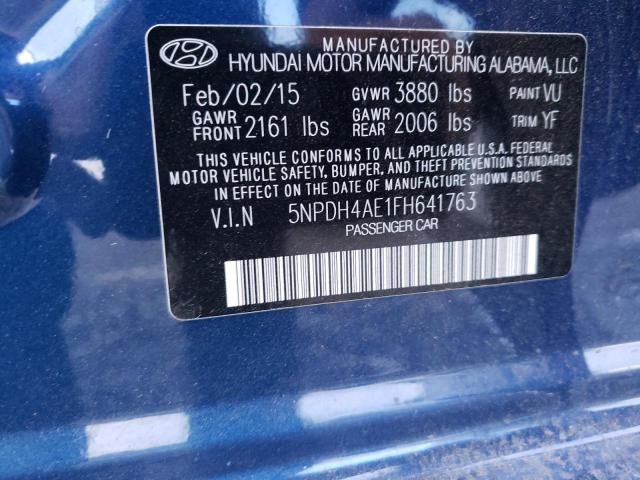 MANUFACTURED BY
HYUNDAI MOTOR MANUFACTURING ALABAMA, LLC
Feb/02/15 GVWR 3880 lbs PAINT VU
GAWR FRONT 2161 lbs GAWR REAR 2006 lbs TRIM YF
THIS VEHICLE CONFORMS TO ALL APPLICABLE U.S.A. FEDERAL
MOTOR VEHICLE SAFETY, BUMPER, AND THEFT PREVENTION STANDARDS
IN EFFECT ON THE DATE OF MANUFACTURE SHOWN ABOVE.
V.I.N 5NPDH4AE1FH641763
PASSENGER CAR